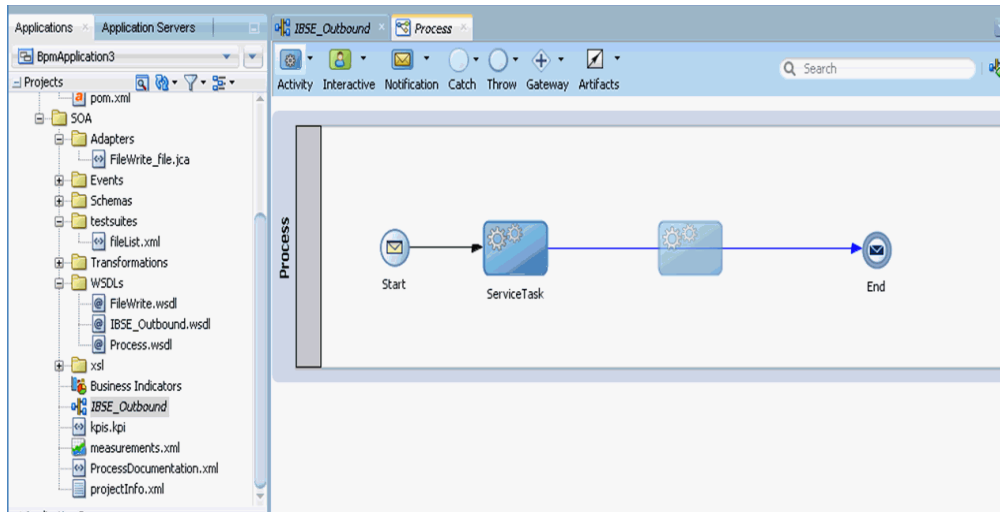 Applications
Application Servers
BpmApplication3
Projects
pom.xml
SOA
Adapters
FileWrite_file.jca
Events
Schemas
testsuites
fileList.xml
Transformations
WSDLs
FileWrite.wsdl
IBSE_Outbound.wsdl
Process.wsdl
xsl
Business Indicators
IBSE_Outbound
kpis.kpi
measurements.xml
ProcessDocumentation.xml
projectInfo.xml
IBSE_Outbound
Process
Activity Interactive Notification Catch Throw Gateway Artifacts
Search
Process
Start
ServiceTask
End